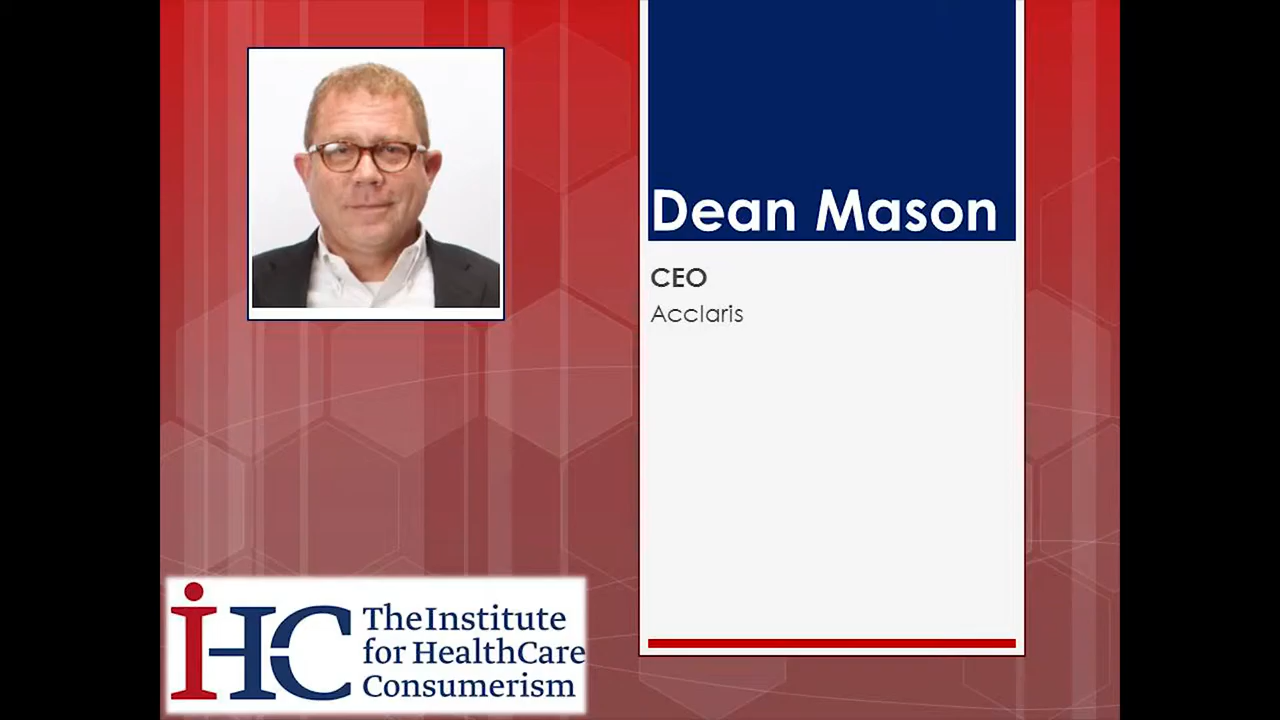 Dean Mason
CEO
Acclaris
iHC
The Institute
for HealthCare
Consumerism